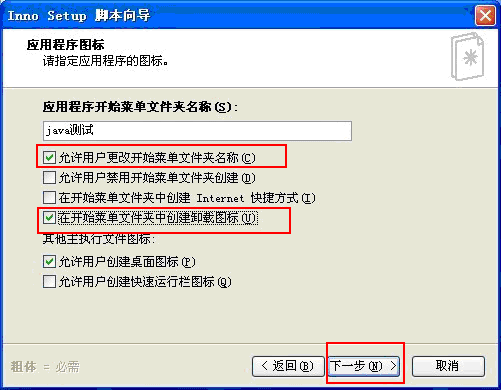 Inno Setup 脚本向导
应用程序图标
请指定应用程序的图标。
应用程序开始菜单文件夹名称(S):
java测试
允许用户更改开始菜单文件夹名称(C)
允许用户禁用开始菜单文件夹创建(D)
在开始菜单文件夹中创建 Internet 快捷方式(I)
在开始菜单文件夹中创建卸载图标(U)
其他主执行文件图标:
允许用户创建桌面图标(P)
允许用户创建快速运行栏图标(Q)
粗体 = 必需
< 返回(B) 下一步(N) > 取消